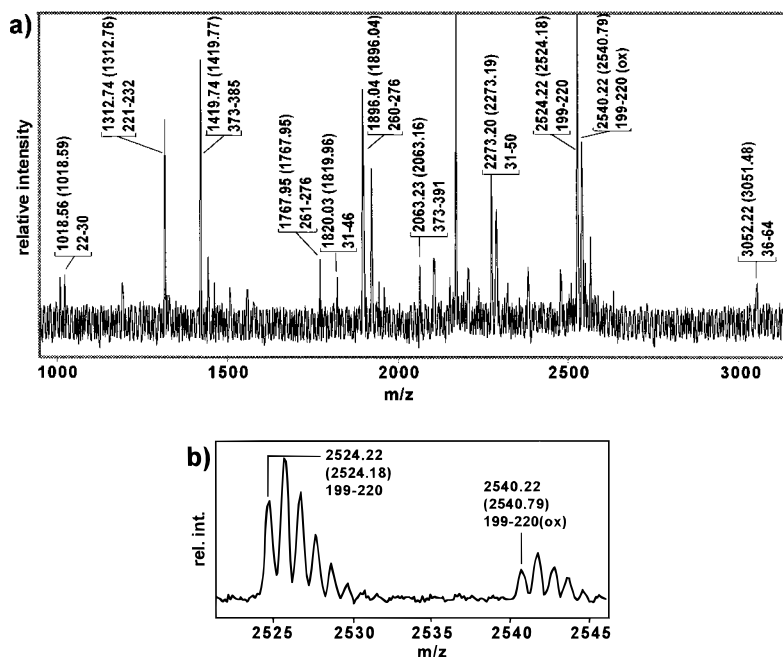 a)
relative intensity
1018.56 (1018.59)
22-30
1312.74 (1312.76)
221-232
1419.74 (1419.77)
373-385
1767.95 (1767.95)
261-276
1820.03 (1819.96)
31-46
1896.04 (1896.04)
260-276
2063.23 (2063.16)
373-391
2273.20 (2273.19)
31-50
2524.22 (2524.18)
199-220
2540.22 (2540.79)
199-220 (ox)
3052.22 (3051.48)
36-64
1000 1500 2000 2500 3000
m/z
b)
rel. int.
2524.22
(2524.18)
199-220
2540.22
(2540.79)
199-220(ox)
2525 2530 2535 2540 2545
m/z